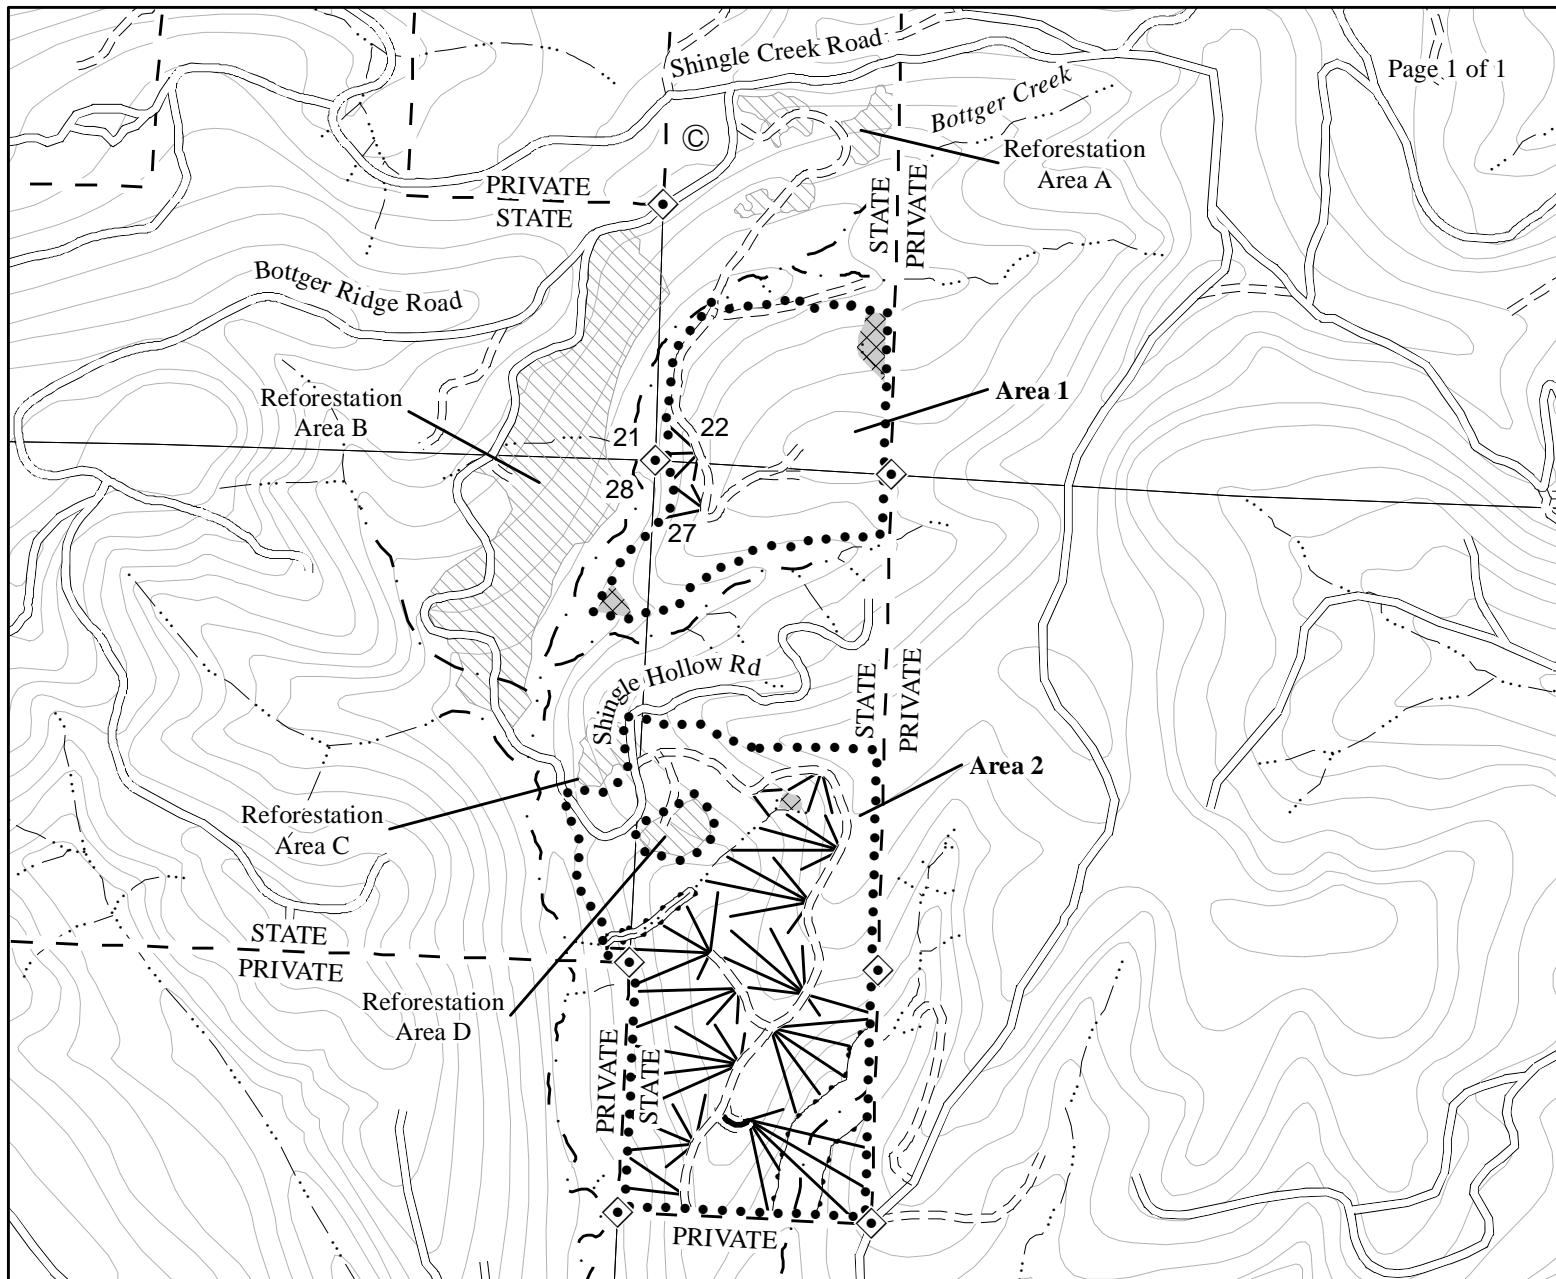 Shingle Creek Road
Page 1 of 1
Bottger Creek
©
Reforestation
Area A
PRIVATE
STATE
STATE
PRIVATE
Bottger Ridge Road
Reforestation
Area B
Area 1
21
22
28
27
Shingle Hollow Rd
STATE
PRIVATE
Area 2
Reforestation
Area C
STATE
PRIVATE
Reforestation
Area D
PRIVATE
STATE
PRIVATE